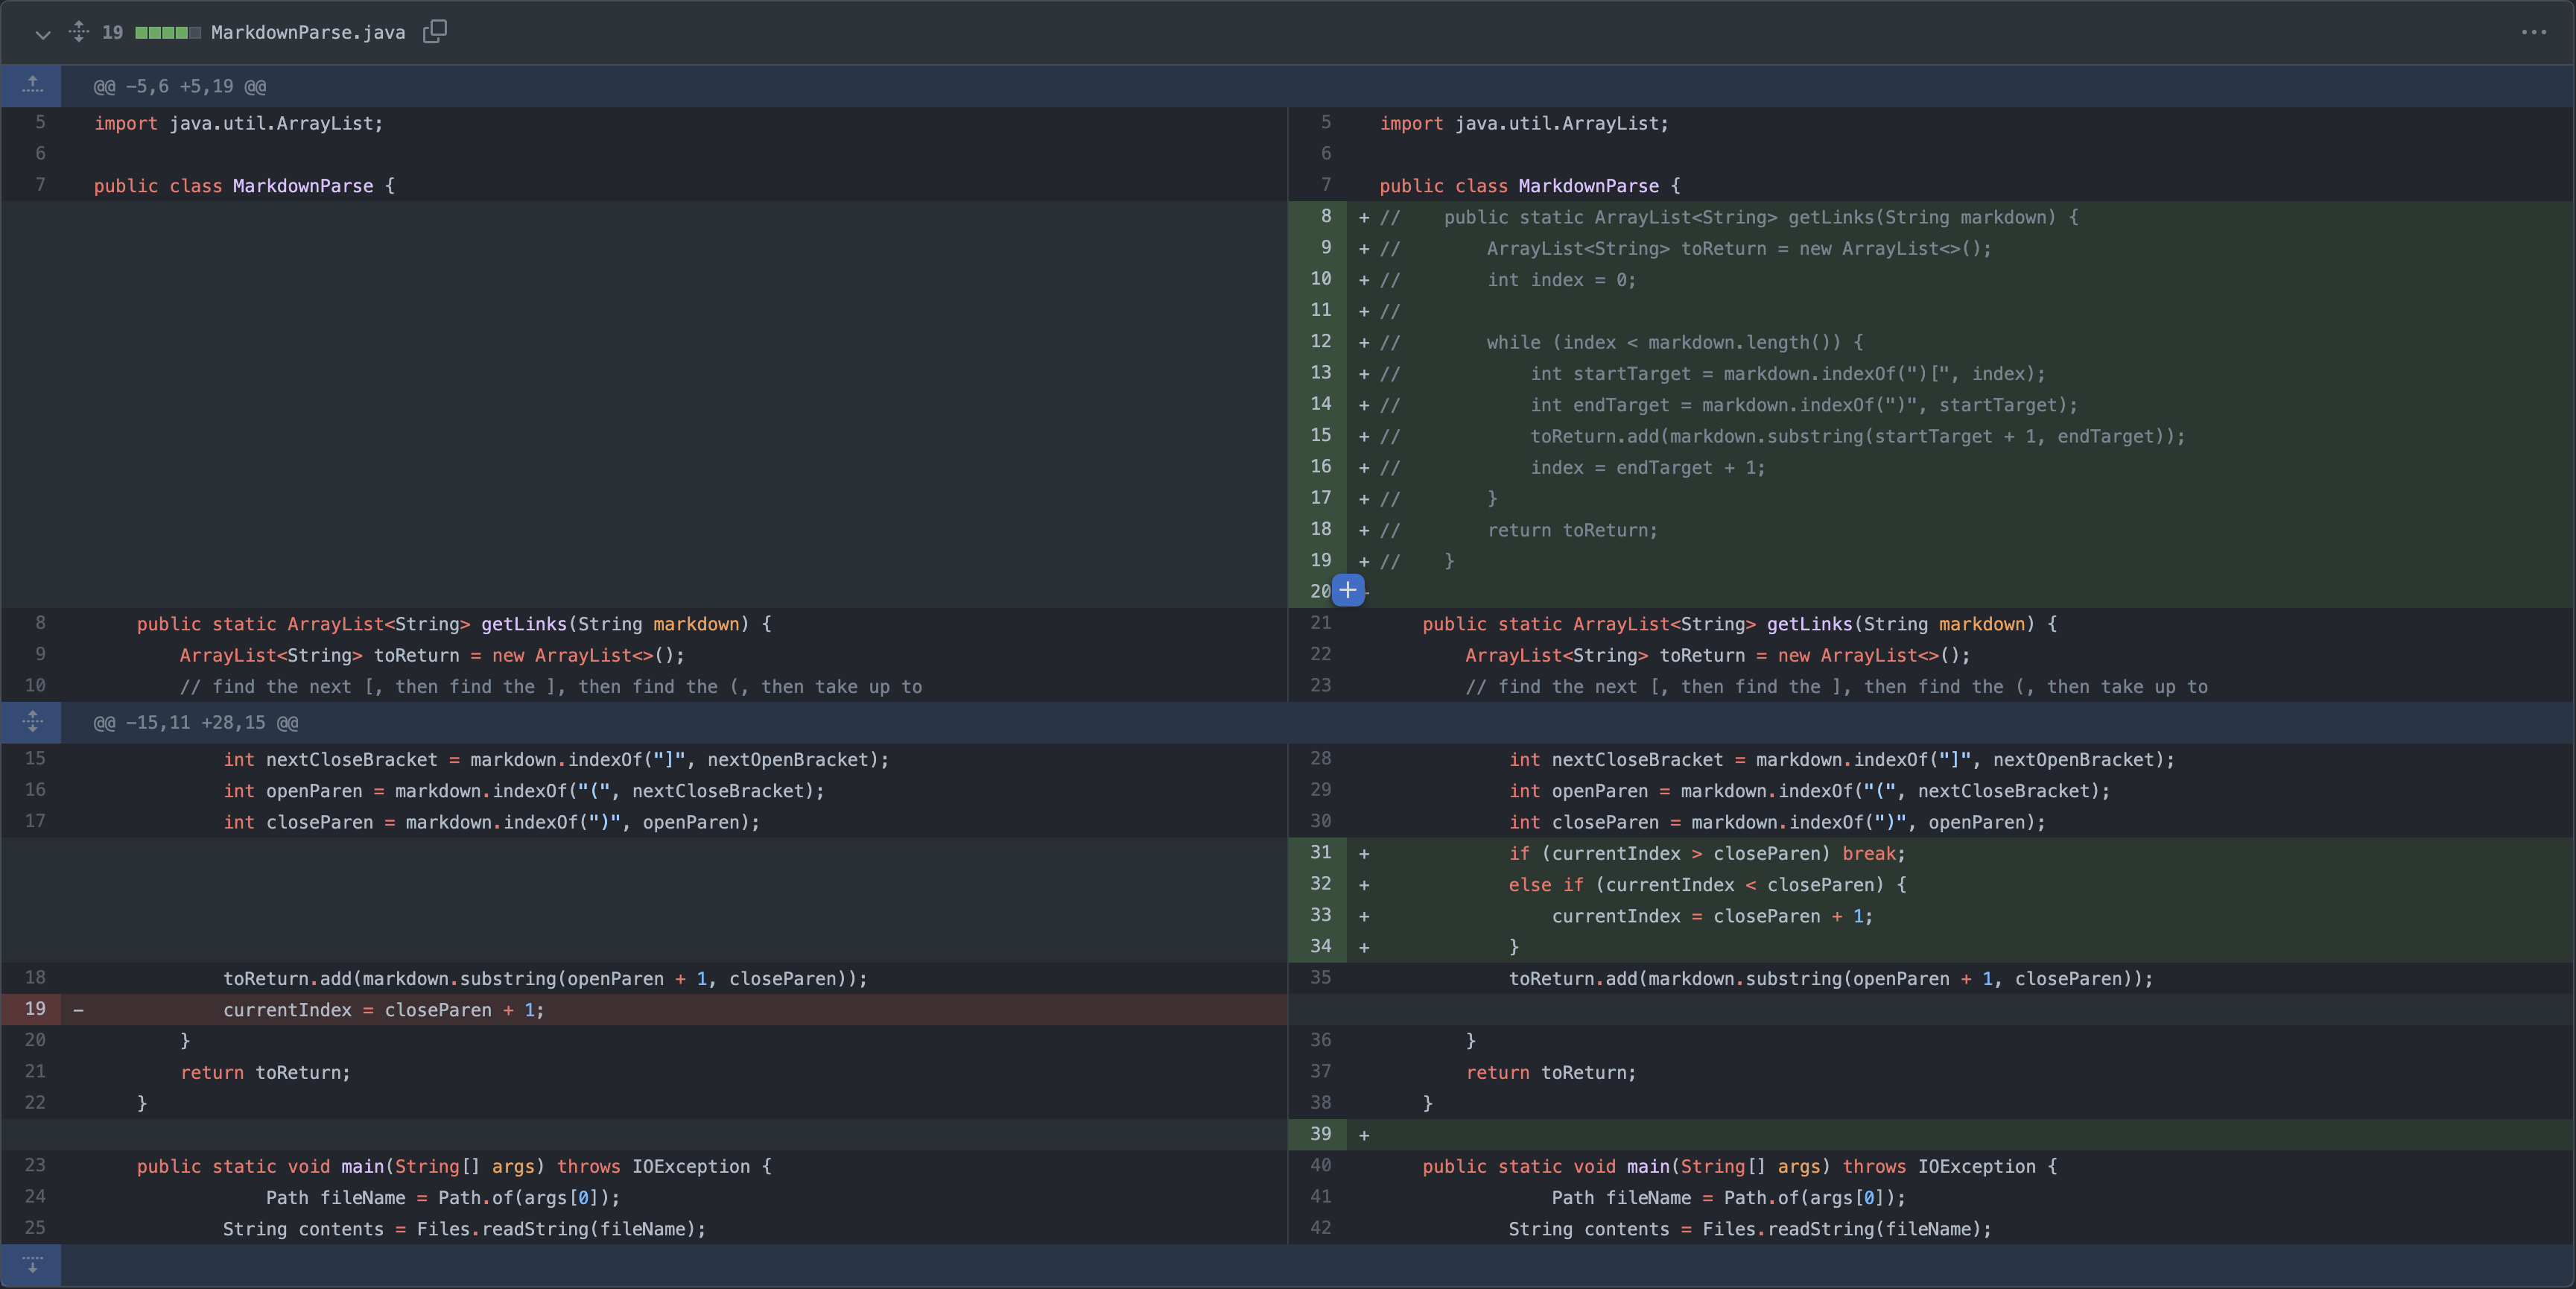 19 MarkdownParse.java
@@ -5,6 +5,19 @@
5 import java.util.ArrayList;
6
7 public class MarkdownParse {
8 public static ArrayList<String> getLinks(String markdown) {
9 ArrayList<String> toReturn = new ArrayList<>();
10 // find the next [, then find the ], then find the (, then take up to
5 import java.util.ArrayList;
6
7 public class MarkdownParse {
8 + //    public static ArrayList<String> getLinks(String markdown) {
9 + //        ArrayList<String> toReturn = new ArrayList<>();
10 + //        int index = 0;
11 + //
12 + //        while (index < markdown.length()) {
13 + //            int startTarget = markdown.indexOf(")[", index);
14 + //            int endTarget = markdown.indexOf(")", startTarget);
15 + //            toReturn.add(markdown.substring(startTarget + 1, endTarget));
16 + //            index = endTarget + 1;
17 + //        }
18 + //        return toReturn;
19 + //    }
20 +
21 public static ArrayList<String> getLinks(String markdown) {
22 ArrayList<String> toReturn = new ArrayList<>();
23 // find the next [, then find the ], then find the (, then take up to
@@ -15,11 +28,15 @@
15 int nextCloseBracket = markdown.indexOf("]", nextOpenBracket);
16 int openParen = markdown.indexOf("(", nextCloseBracket);
17 int closeParen = markdown.indexOf(")", openParen);
18 toReturn.add(markdown.substring(openParen + 1, closeParen));
19 - currentIndex = closeParen + 1;
20 }
21 return toReturn;
22 }
23 public static void main(String[] args) throws IOException {
24 Path fileName = Path.of(args[0]);
25 String contents = Files.readString(fileName);
28 int nextCloseBracket = markdown.indexOf("]", nextOpenBracket);
29 int openParen = markdown.indexOf("(", nextCloseBracket);
30 int closeParen = markdown.indexOf(")", openParen);
31 + if (currentIndex > closeParen) break;
32 + else if (currentIndex < closeParen) {
33 + currentIndex = closeParen + 1;
34 + }
35 toReturn.add(markdown.substring(openParen + 1, closeParen));
36 }
37 return toReturn;
38 }
39 +
40 public static void main(String[] args) throws IOException {
41 Path fileName = Path.of(args[0]);
42 String contents = Files.readString(fileName);